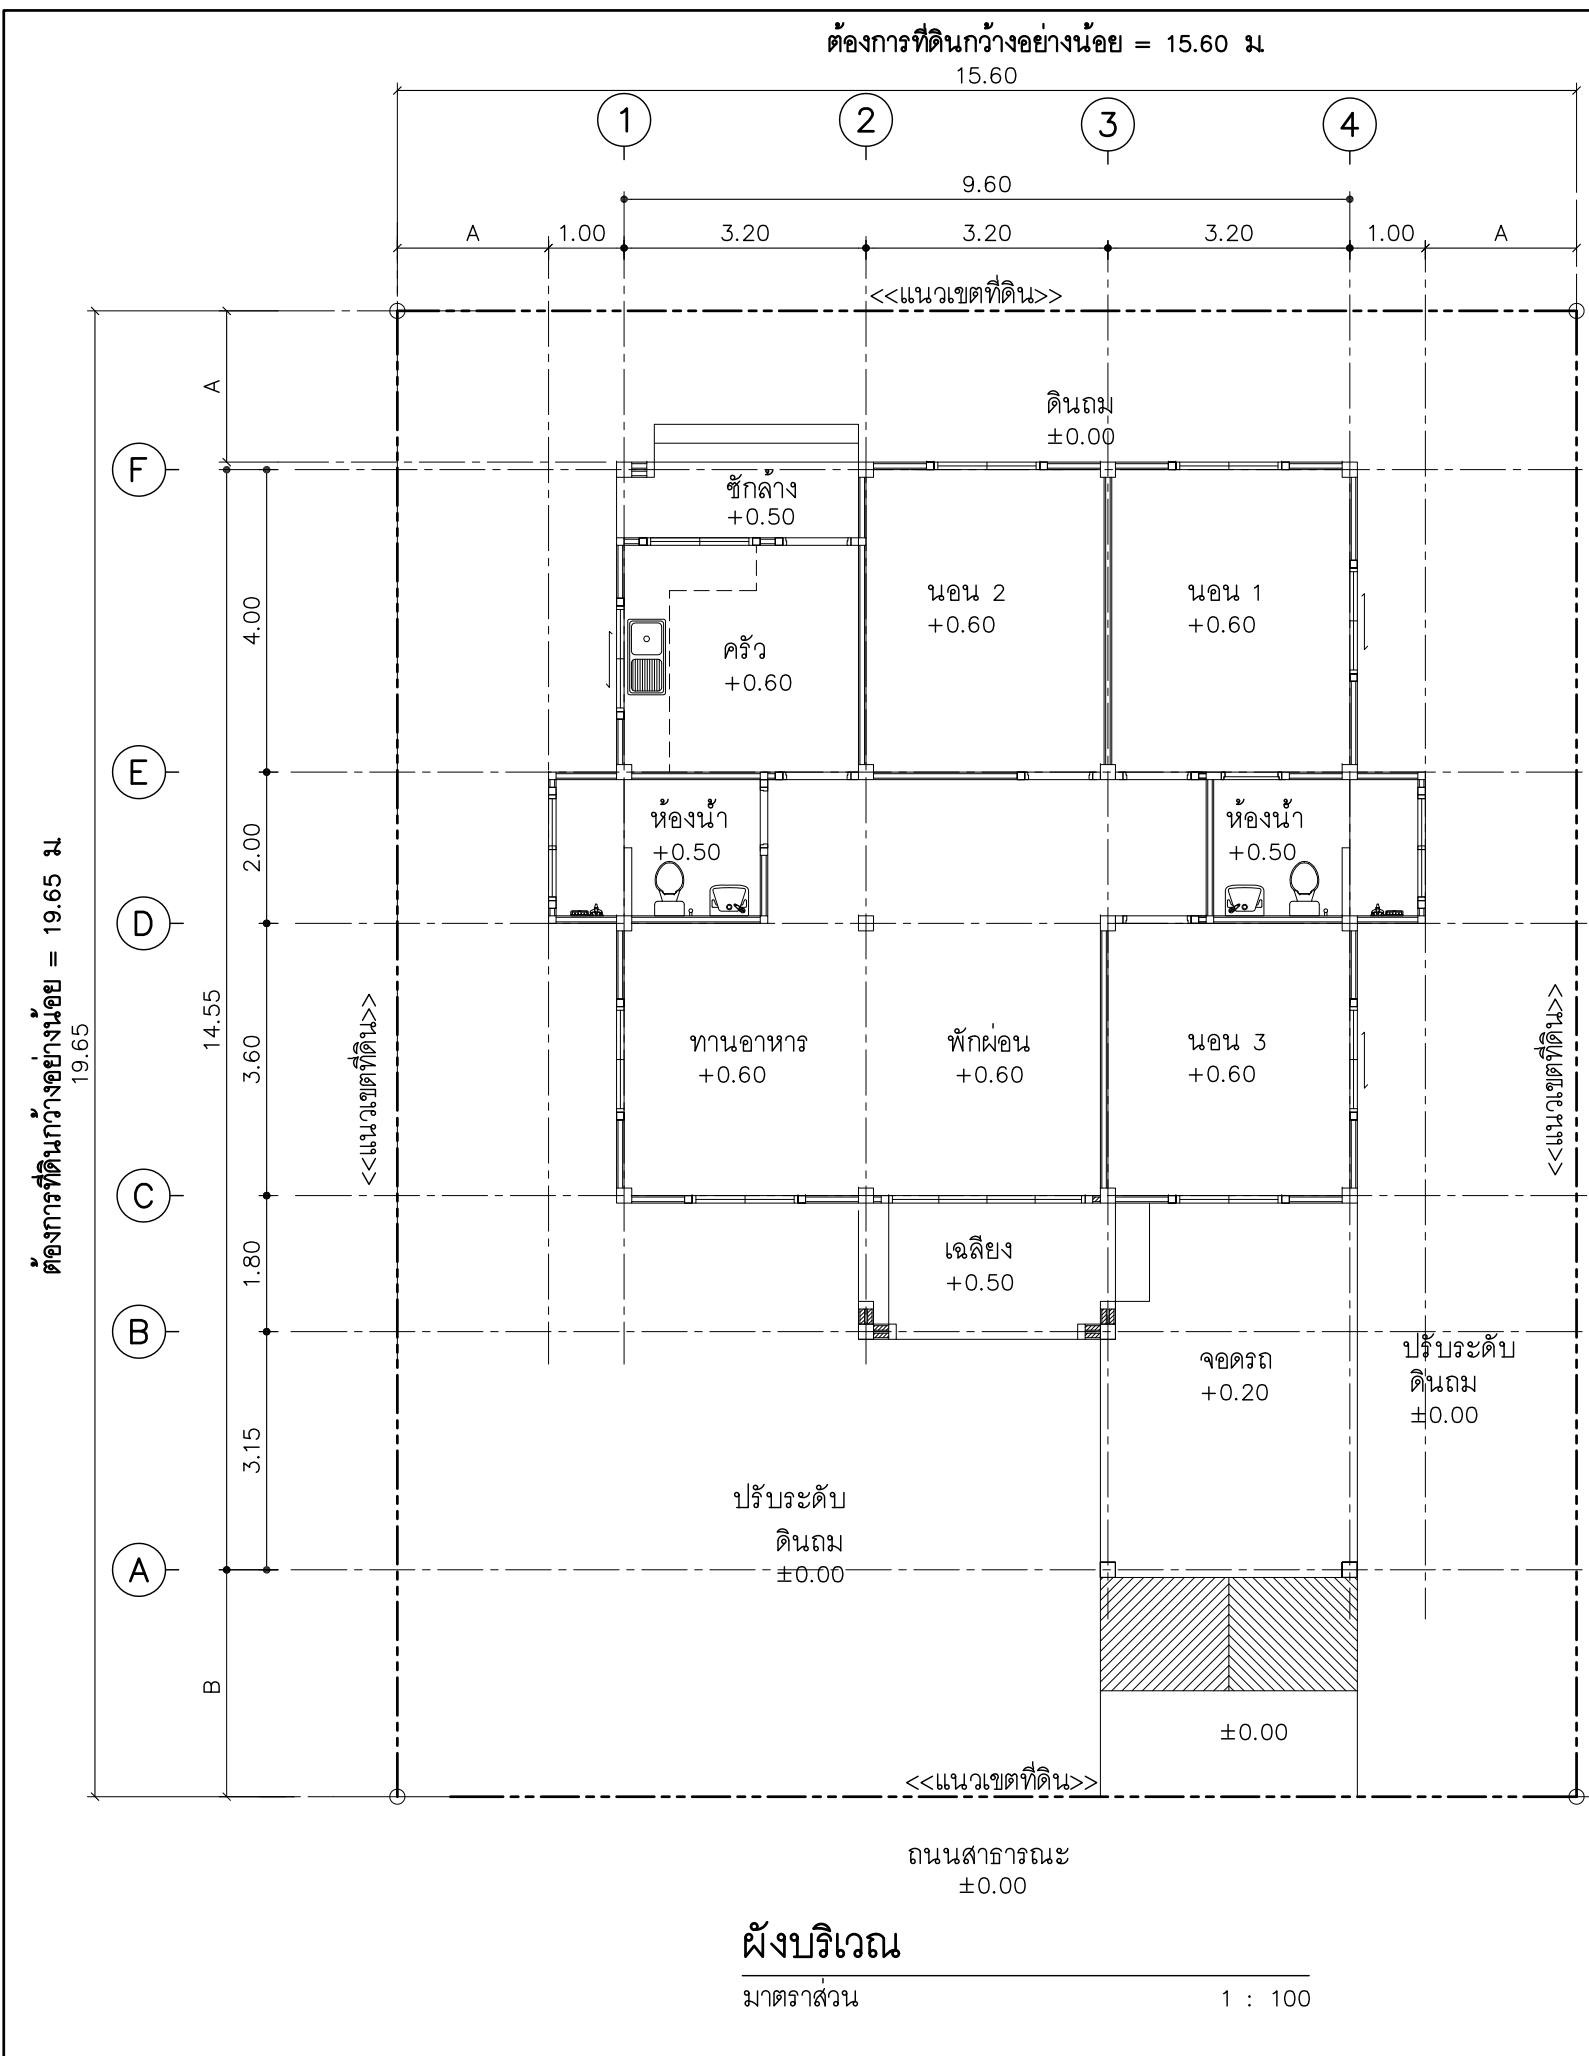 ต้องการที่ดินกว้างอย่างน้อย = 15.60 ม.
15.60
1 2 3 4
9.60
A 1.00 3.20 3.20 3.20 1.00 A
<<แนวเขตที่ดิน>>
A
ดินถม
±0.00
F
ซักล้าง
+0.50
นอน 2
+0.60
นอน 1
+0.60
4.00
ครัว
+0.60
E
ห้องน้ำ
+0.50
ห้องน้ำ
+0.50
2.00
D
ต้องการที่ดินกว้างอย่างน้อย = 19.65 ม.
19.65
14.55
3.60
<<แนวเขตที่ดิน>>
ทานอาหาร
+0.60
พักผ่อน
+0.60
นอน 3
+0.60
<<แนวเขตที่ดิน>>
C
1.80
เฉลียง
+0.50
B
จอดรถ
+0.20
ปรับระดับ
ดินถม
±0.00
3.15
ปรับระดับ
ดินถม
±0.00
A
B
±0.00
<<แนวเขตที่ดิน>>
ถนนสาธารณะ
±0.00
ผังบริเวณ
มาตราส่วน 1 : 100